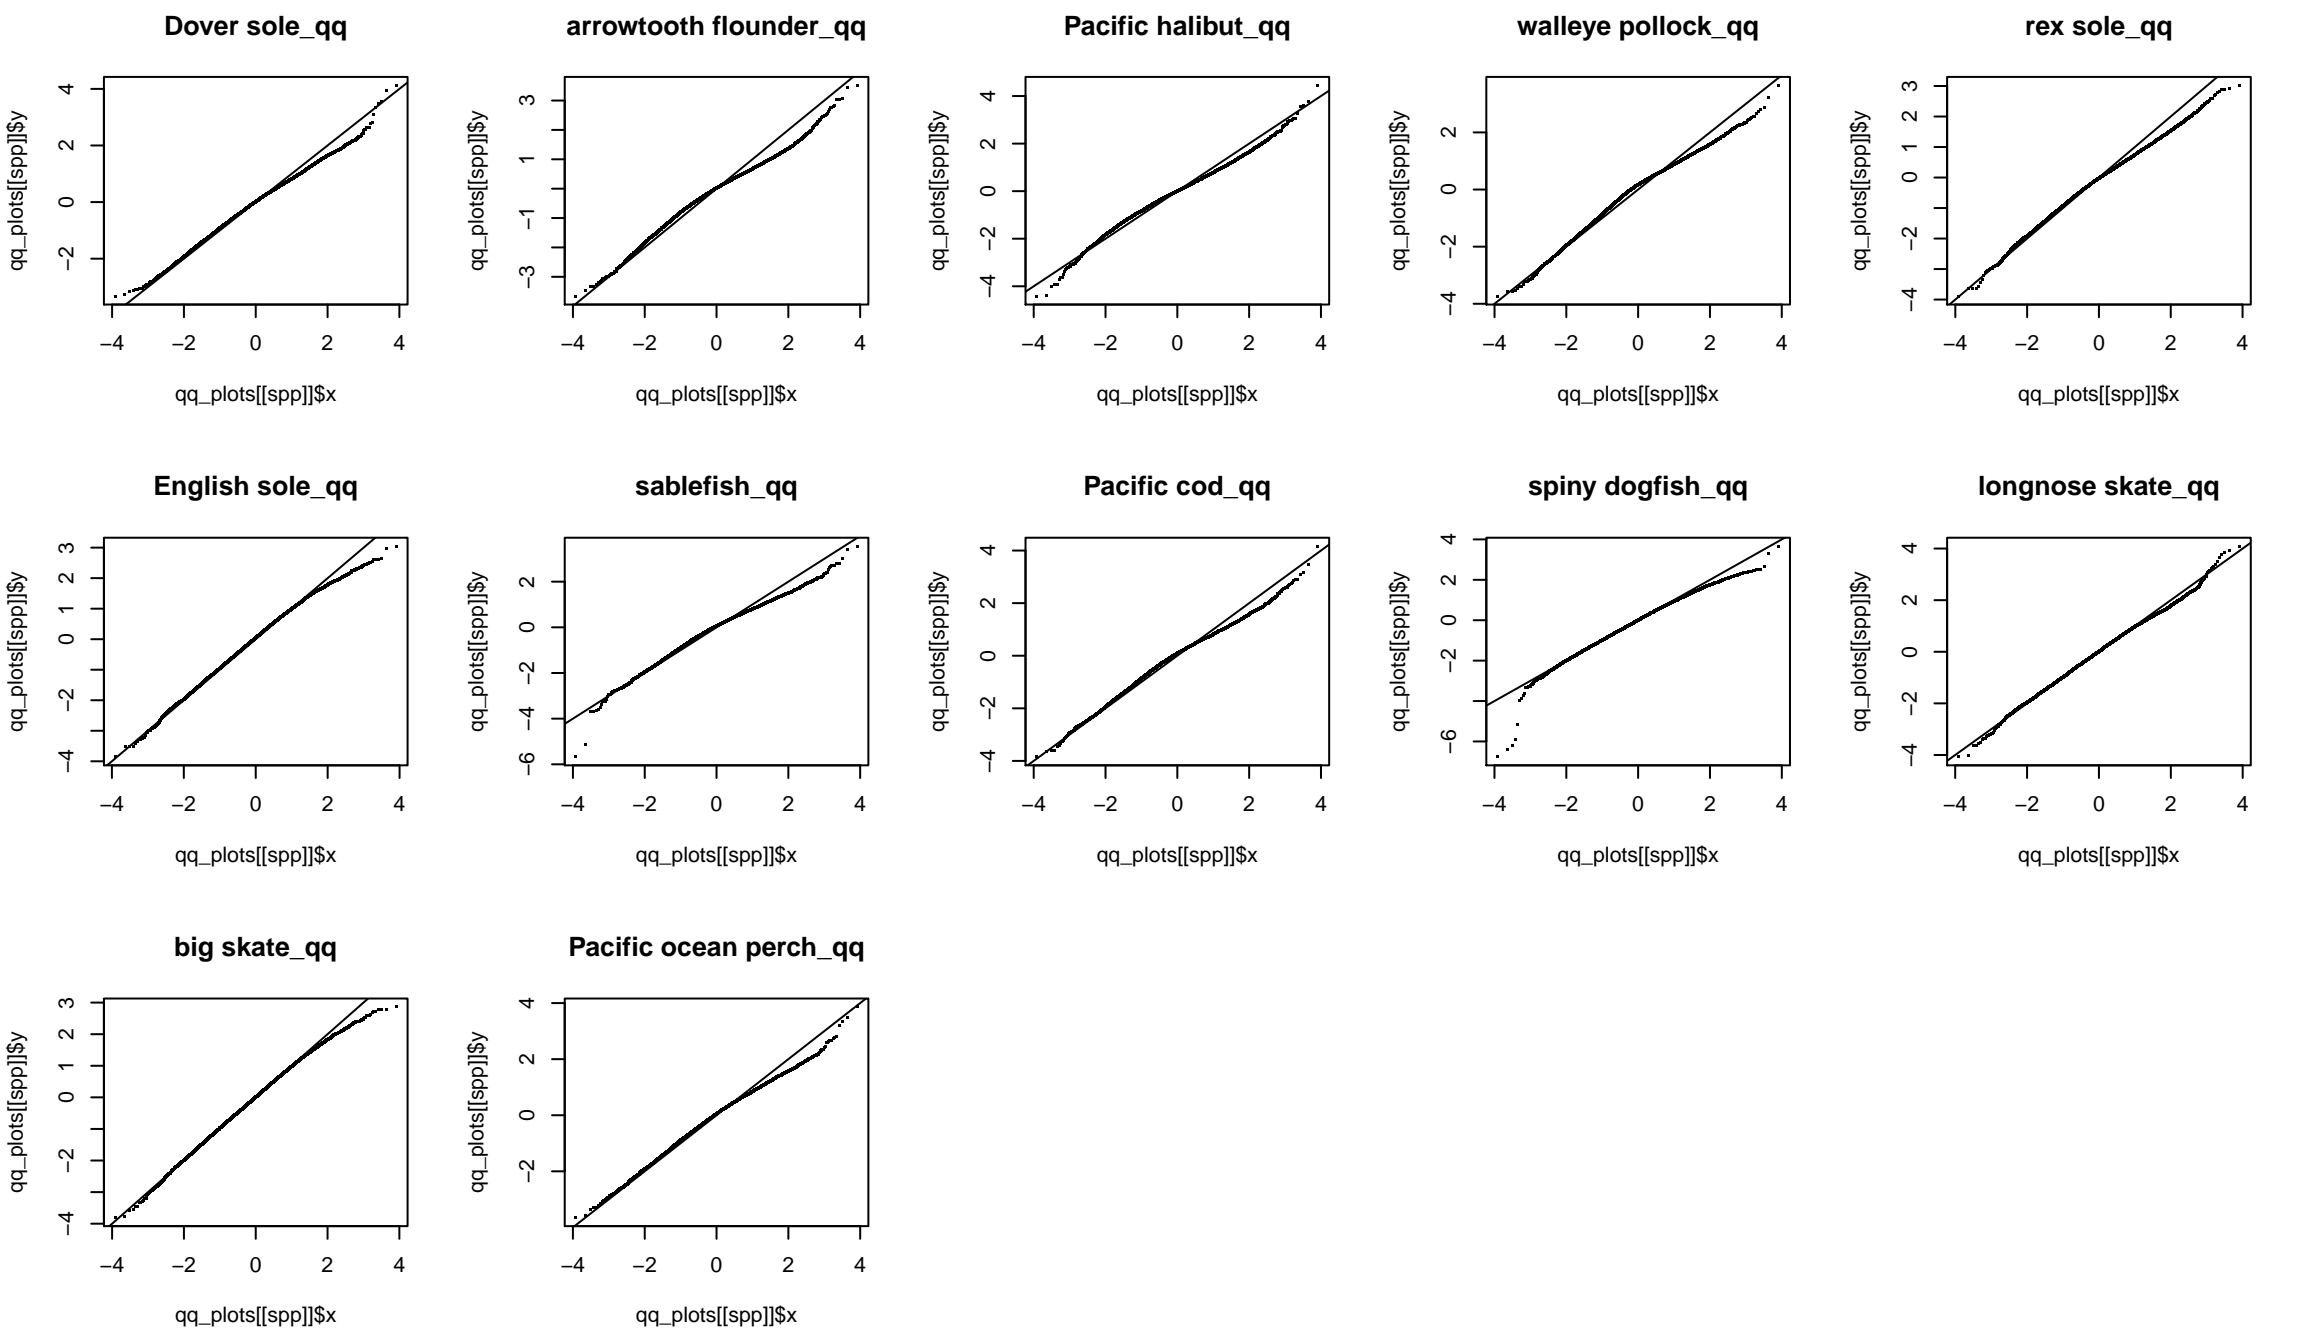 Dover sole_qq
arrowtooth flounder_qq
Pacific halibut_qq
walleye pollock_qq
rex sole_qq
qq_plots[[spp]]$y
4
2
0
−2
−4 −2 0 2 4
qq_plots[[spp]]$x
qq_plots[[spp]]$y
3
1
−1
−3
−4 −2 0 2 4
qq_plots[[spp]]$x
qq_plots[[spp]]$y
4
2
0
−2
−4
−4 −2 0 2 4
qq_plots[[spp]]$x
qq_plots[[spp]]$y
2
0
−2
−4
−4 −2 0 2 4
qq_plots[[spp]]$x
qq_plots[[spp]]$y
3
2
1
0
−2
−4
−4 −2 0 2 4
qq_plots[[spp]]$x
English sole_qq
sablefish_qq
Pacific cod_qq
spiny dogfish_qq
longnose skate_qq
qq_plots[[spp]]$y
3
2
1
0
−2
−4
−4 −2 0 2 4
qq_plots[[spp]]$x
qq_plots[[spp]]$y
2
0
−2
−4
−6
−4 −2 0 2 4
qq_plots[[spp]]$x
qq_plots[[spp]]$y
4
2
0
−2
−4
−4 −2 0 2 4
qq_plots[[spp]]$x
qq_plots[[spp]]$y
4
2
0
−2
−6
−4 −2 0 2 4
qq_plots[[spp]]$x
qq_plots[[spp]]$y
4
2
0
−2
−4
−4 −2 0 2 4
qq_plots[[spp]]$x
big skate_qq
Pacific ocean perch_qq
qq_plots[[spp]]$y
3
2
1
0
−2
−4
−4 −2 0 2 4
qq_plots[[spp]]$x
qq_plots[[spp]]$y
4
2
0
−2
−4 −2 0 2 4
qq_plots[[spp]]$x